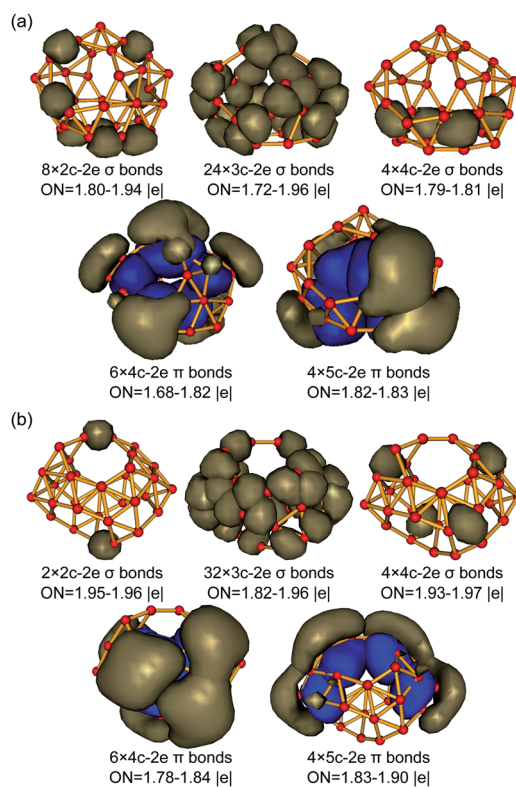 (a)
8×2c-2e σ bonds
ON=1.80-1.94 |e|
24×3c-2e σ bonds
ON=1.72-1.96 |e|
4×4c-2e σ bonds
ON=1.79-1.81 |e|
6×4c-2e π bonds
ON=1.68-1.82 |e|
4×5c-2e π bonds
ON=1.82-1.83 |e|
(b)
2×2c-2e σ bonds
ON=1.95-1.96 |e|
32×3c-2e σ bonds
ON=1.82-1.96 |e|
4×4c-2e σ bonds
ON=1.93-1.97 |e|
6×4c-2e π bonds
ON=1.78-1.84 |e|
4×5c-2e π bonds
ON=1.83-1.90 |e|